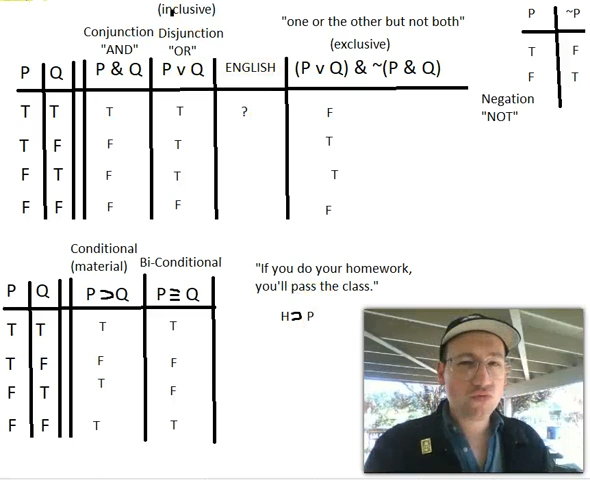 (inclusive)
Conjunction Disjunction
"AND" "OR"
"one or the other but not both"
(exclusive)
P Q P & Q P v Q ENGLISH (P v Q) & ~(P & Q)
T T T T ? F
T F F T T
F T F T T
F F F F F
P ~P
T F
F T
Negation
"NOT"
Conditional
(material) Bi-Conditional
P Q P ⊃ Q P ≡ Q
T T T T
T F F F
F T T F
F F T T
"If you do your homework,
you'll pass the class."
H ⊃ P